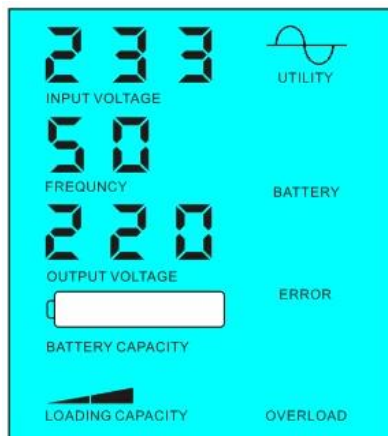 233
UTILITY
INPUT VOLTAGE
50
FREQUNCY
BATTERY
220
OUTPUT VOLTAGE
ERROR
BATTERY CAPACITY
LOADING CAPACITY
OVERLOAD